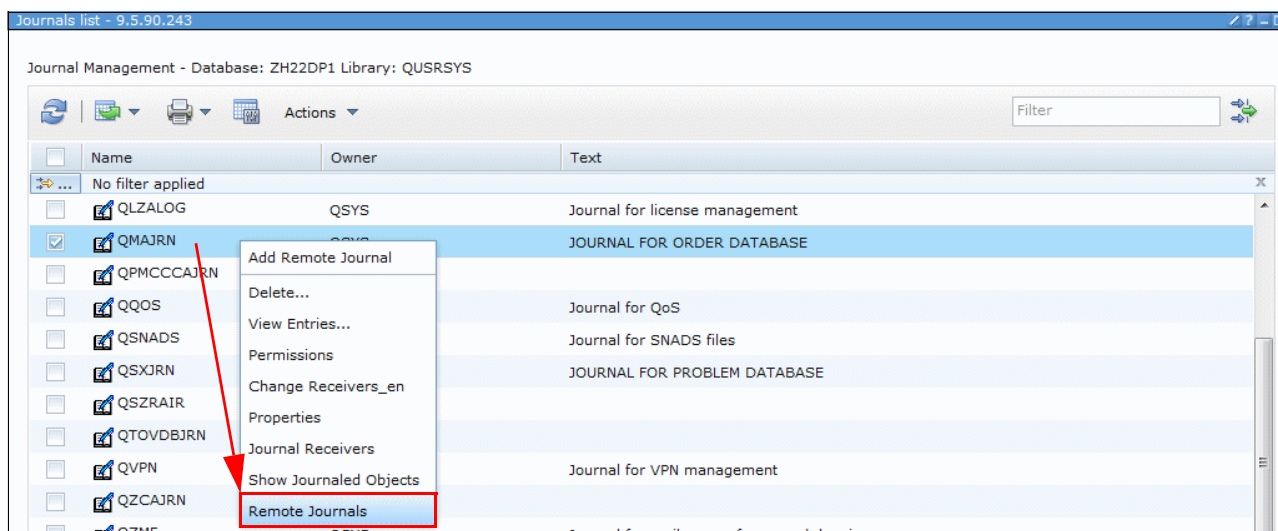 Journals list - 9.5.90.243
Journal Management - Database: ZH22DP1 Library: QUSRSYS
Actions Filter
Name Owner Text
... No filter applied
QLZALOG QSYS Journal for license management
QMAJRN JOURNAL FOR ORDER DATABASE
Add Remote Journal
QPMCCCAJRN
Delete...
QQOS Journal for QoS
View Entries...
QSNADS Journal for SNADS files
Permissions
QSXJRN JOURNAL FOR PROBLEM DATABASE
Change Receivers_en
QSZRAIR
Properties
QTOVDBJRN
Journal Receivers
QVPN Journal for VPN management
Show Journaled Objects
QZCAJRN
Remote Journals